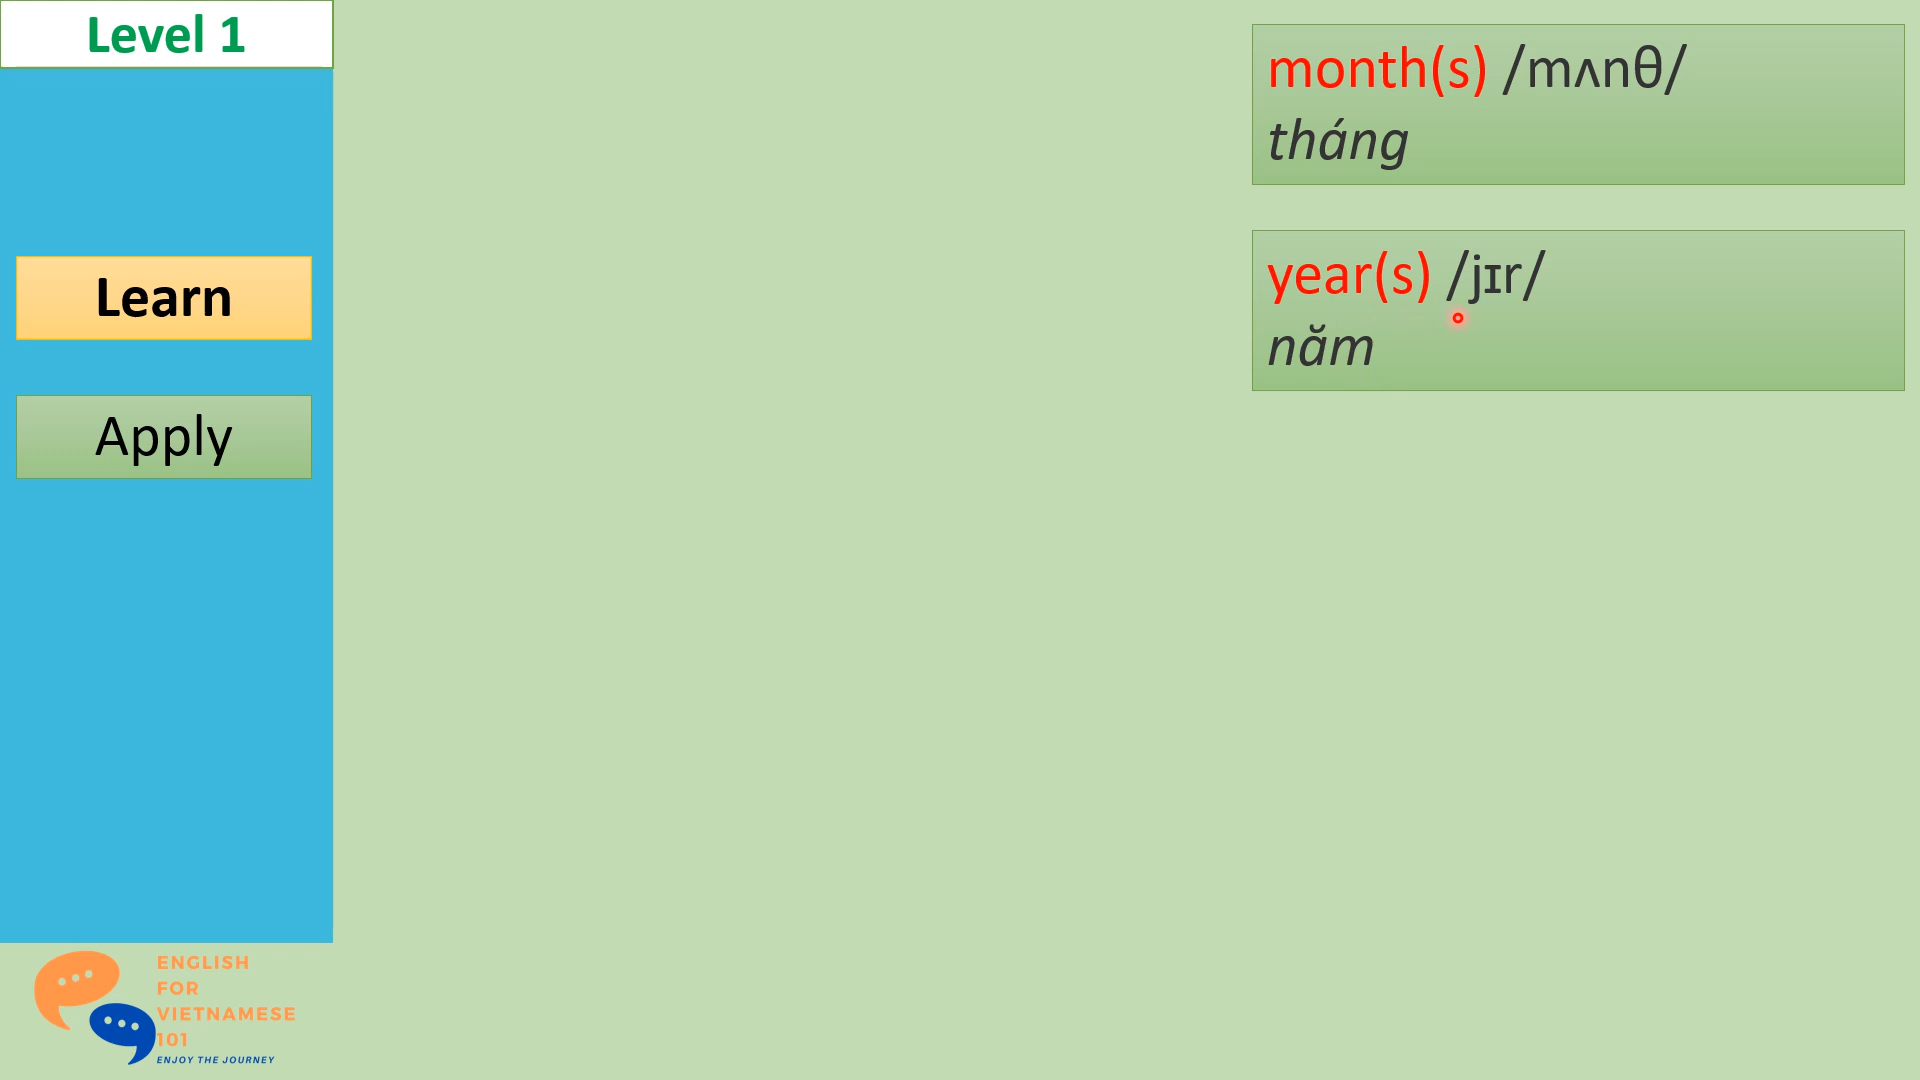 Level 1
Learn
Apply
month(s) /mʌnθ/
tháng
year(s) /jɪr/
năm
ENGLISH
FOR
VIETNAMESE
101
ENJOY THE JOURNEY